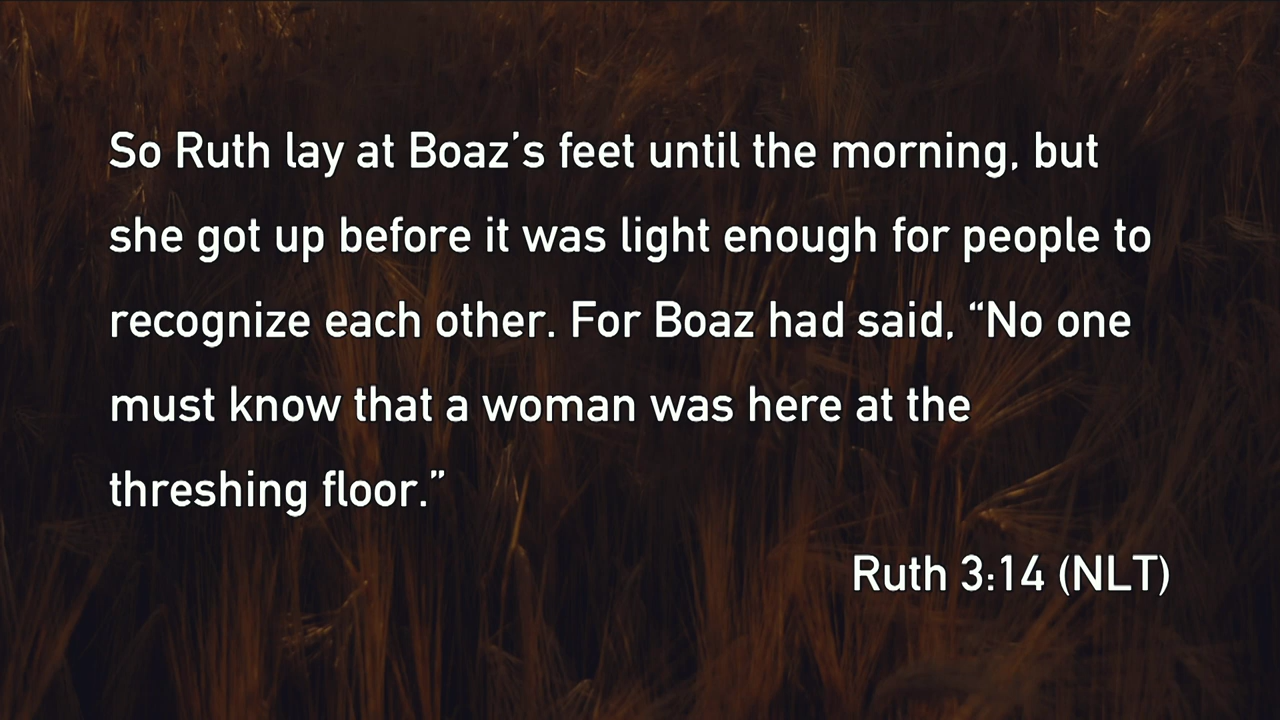 So Ruth lay at Boaz’s feet until the morning, but
she got up before it was light enough for people to
recognize each other. For Boaz had said, “No one
must know that a woman was here at the
threshing floor.”
Ruth 3:14 (NLT)